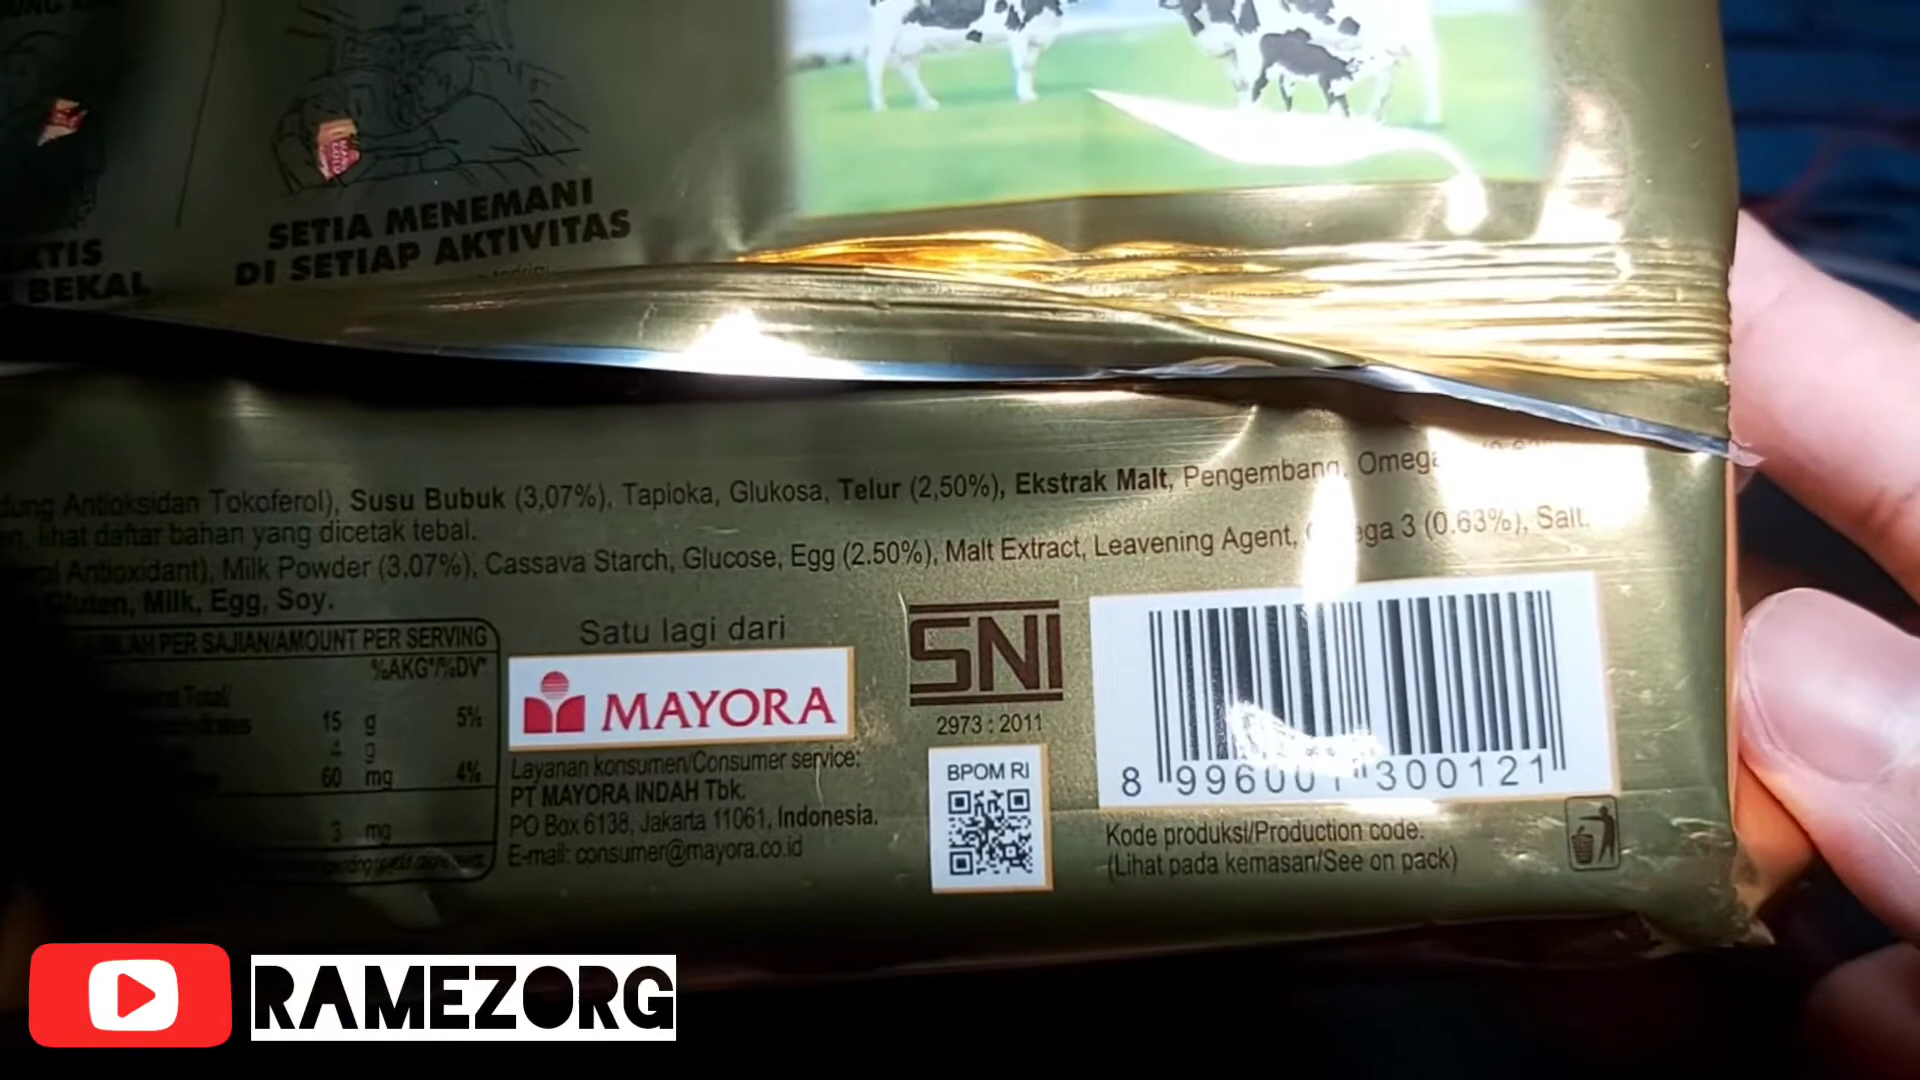 SETIA MENEMANI
DI SETIAP AKTIVITAS
BEKAL
Antioksidan Tokoferol), Susu Bubuk (3,07%), Tapioka, Glukosa, Telur (2,50%), Ekstrak Malt, Pengembang,
daftar bahan yang dicetak tebal.
Antioxidant), Milk Powder (3.07%), Cassava Starch, Glucose, Egg (2.50%), Malt Extract, Leavening Agent, 3 (0.63%), Salt.
Gluten, Milk, Egg, Soy.
PER SAJIAN/AMOUNT PER SERVING
%AKG*/%DV*
15 g 5%
4 g
60 mg 4%
3 mg
Satu lagi dari
MAYORA
Layanan konsumen/Consumer service:
PT MAYORA INDAH Tbk.
PO Box 6138, Jakarta 11061, Indonesia.
E-mail: consumer@mayora.co.id
SNI
2973 : 2011
BPOM RI
8 996001 300121
Kode produksi/Production code:
(Lihat pada kemasan/See on pack)
RAMEZORG